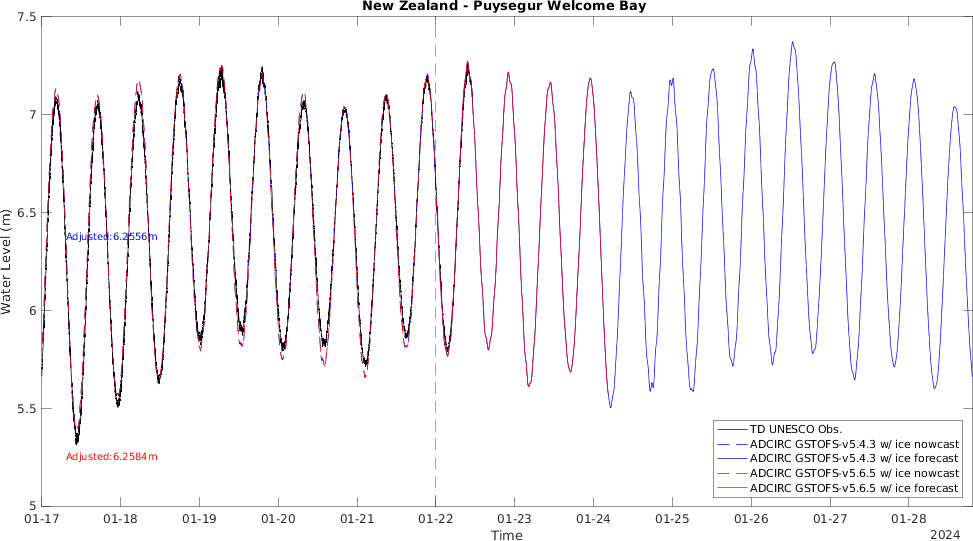 New Zealand - Puysegur Welcome Bay
7.5
7
6.5
6
5.5
5
Water Level (m)
Adjusted:6.2556m
Adjusted:6.2584m
TD UNESCO Obs.
ADCIRC GSTOFS-v5.4.3 w/ ice nowcast
ADCIRC GSTOFS-v5.4.3 w/ ice forecast
ADCIRC GSTOFS-v5.6.5 w/ ice nowcast
ADCIRC GSTOFS-v5.6.5 w/ ice forecast
01-17 01-18 01-19 01-20 01-21 01-22 01-23 01-24 01-25 01-26 01-27 01-28
Time
2024